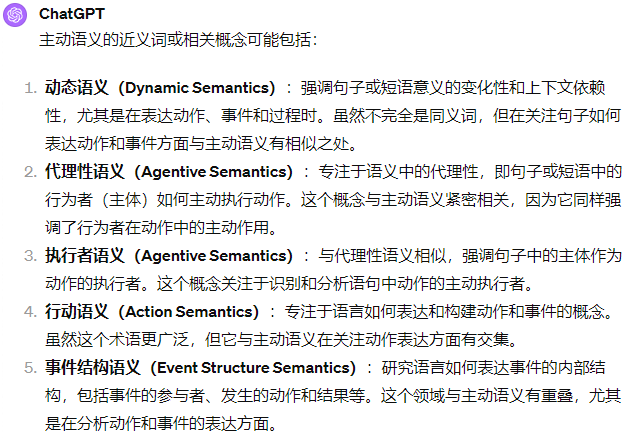 ChatGPT
主动语义的近义词或相关概念可能包括：
1. 动态语义（Dynamic Semantics）：强调句子或短语意义的变化性和上下文依赖
性，尤其是在表达动作、事件和过程时。虽然不完全是同义词，但在关注句子如何
表达动作和事件方面与主动语义有相似之处。
2. 代理性语义（Agentive Semantics）：专注于语义中的代理性，即句子或短语中的
行为者（主体）如何主动执行动作。这个概念与主动语义紧密相关，因为它同样强
调了行为者在动作中的主动作用。
3. 执行者语义（Agentive Semantics）：与代理性语义相似，强调句子中的主体作为
动作的执行者。这个概念关注于识别和分析语句中动作的主动执行者。
4. 行动语义（Action Semantics）：专注于语言如何表达和构建动作和事件的概念。
虽然这个术语更广泛，但它与主动语义在关注动作表达方面有交集。
5. 事件结构语义（Event Structure Semantics）：研究语言如何表达事件的内部结
构，包括事件的参与者、发生的动作和结果等。这个领域与主动语义有重叠，尤其
是在分析动作和事件的表达方面。